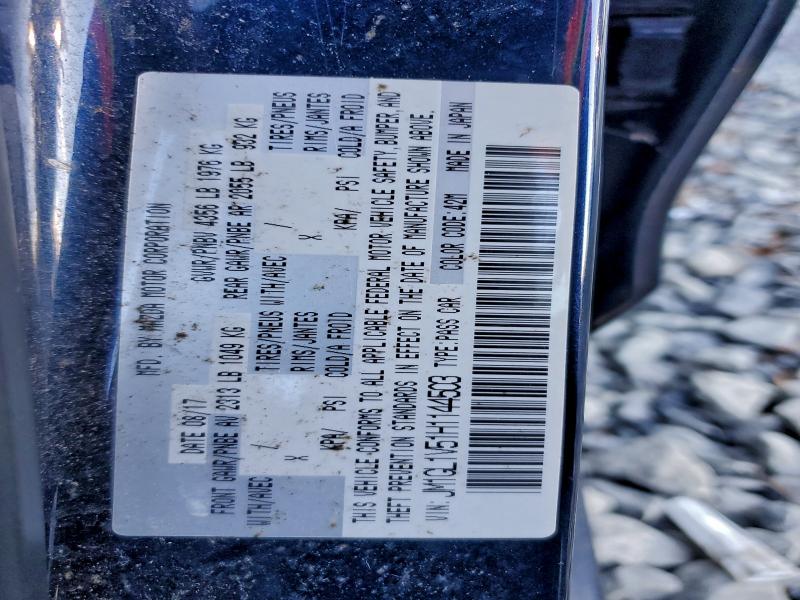 MFD. BY MAZDA MOTOR CORPORATION
DATE 08/17 GVWR/PNBV 4356 LB 1976 KG
FRONT GAWR/PNBE AV 2313 LB 1049 KG REAR GAWR/PNBE AR 2055 LB 932 KG
WITH/AVEC TIRES/PNEUS WITH/AVEC TIRES/PNEUS
/ RIMS/JANTES / RIMS/JANTES
X COLD/A FROID X COLD/A FROID
KPA/ PSI KPA/ PSI
THIS VEHICLE CONFORMS TO ALL APPLICABLE FEDERAL MOTOR VEHICLE SAFETY, BUMPER, AND
THEFT PREVENTION STANDARDS IN EFFECT ON THE DATE OF MANUFACTURE SHOWN ABOVE.
VIN: JM1GL1V51H1144503 TYPE:PASS CAR COLOR CODE:42M MADE IN JAPAN